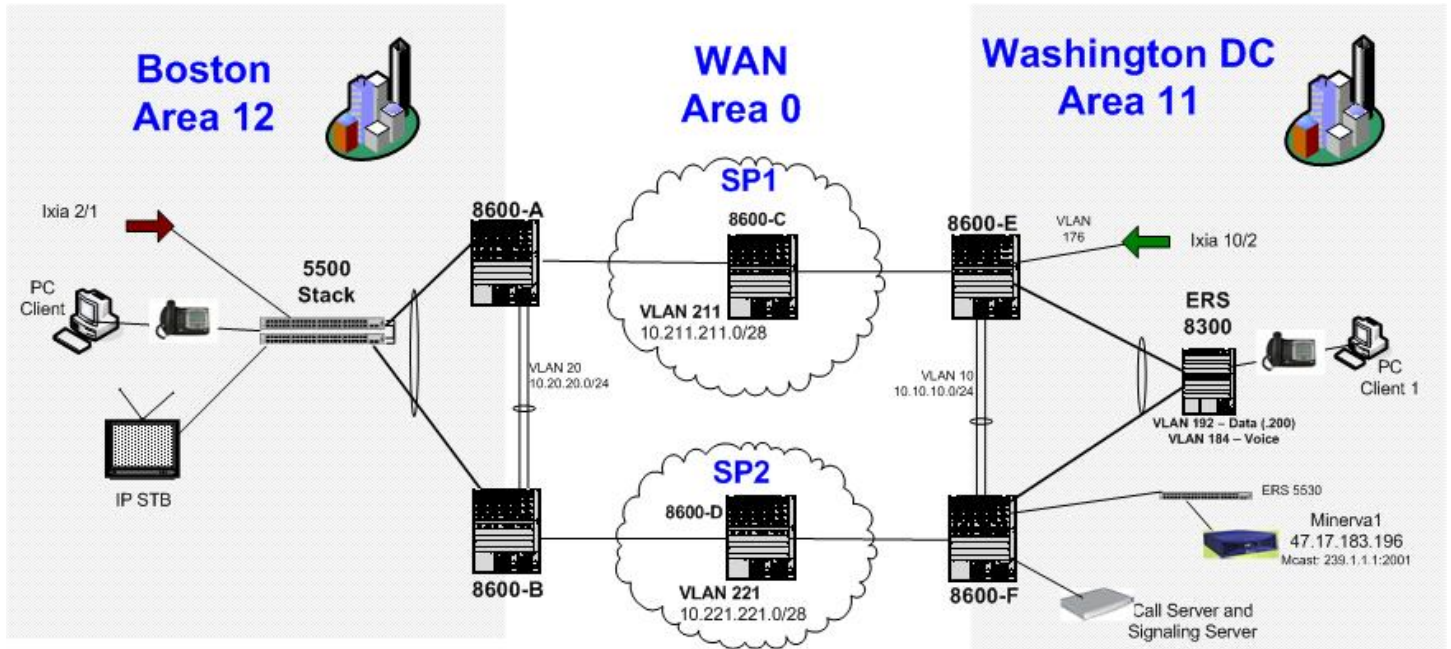 Boston
Area 12
WAN
Area 0
Washington DC
Area 11
Ixia 2/1
PC
Client
5500
Stack
IP STB
8600-A
VLAN 20
10.20.20.0/24
8600-B
SP1
8600-C
VLAN 211
10.211.211.0/28
SP2
8600-D
VLAN 221
10.221.221.0/28
8600-E
VLAN
176
Ixia 10/2
VLAN 10
10.10.10.0/24
ERS
8300
PC
Client 1
VLAN 192 – Data (.200)
VLAN 184 – Voice
8600-F
ERS 5530
Minerva1
47.17.183.196
Mcast: 239.1.1.1:2001
Call Server and
Signaling Server